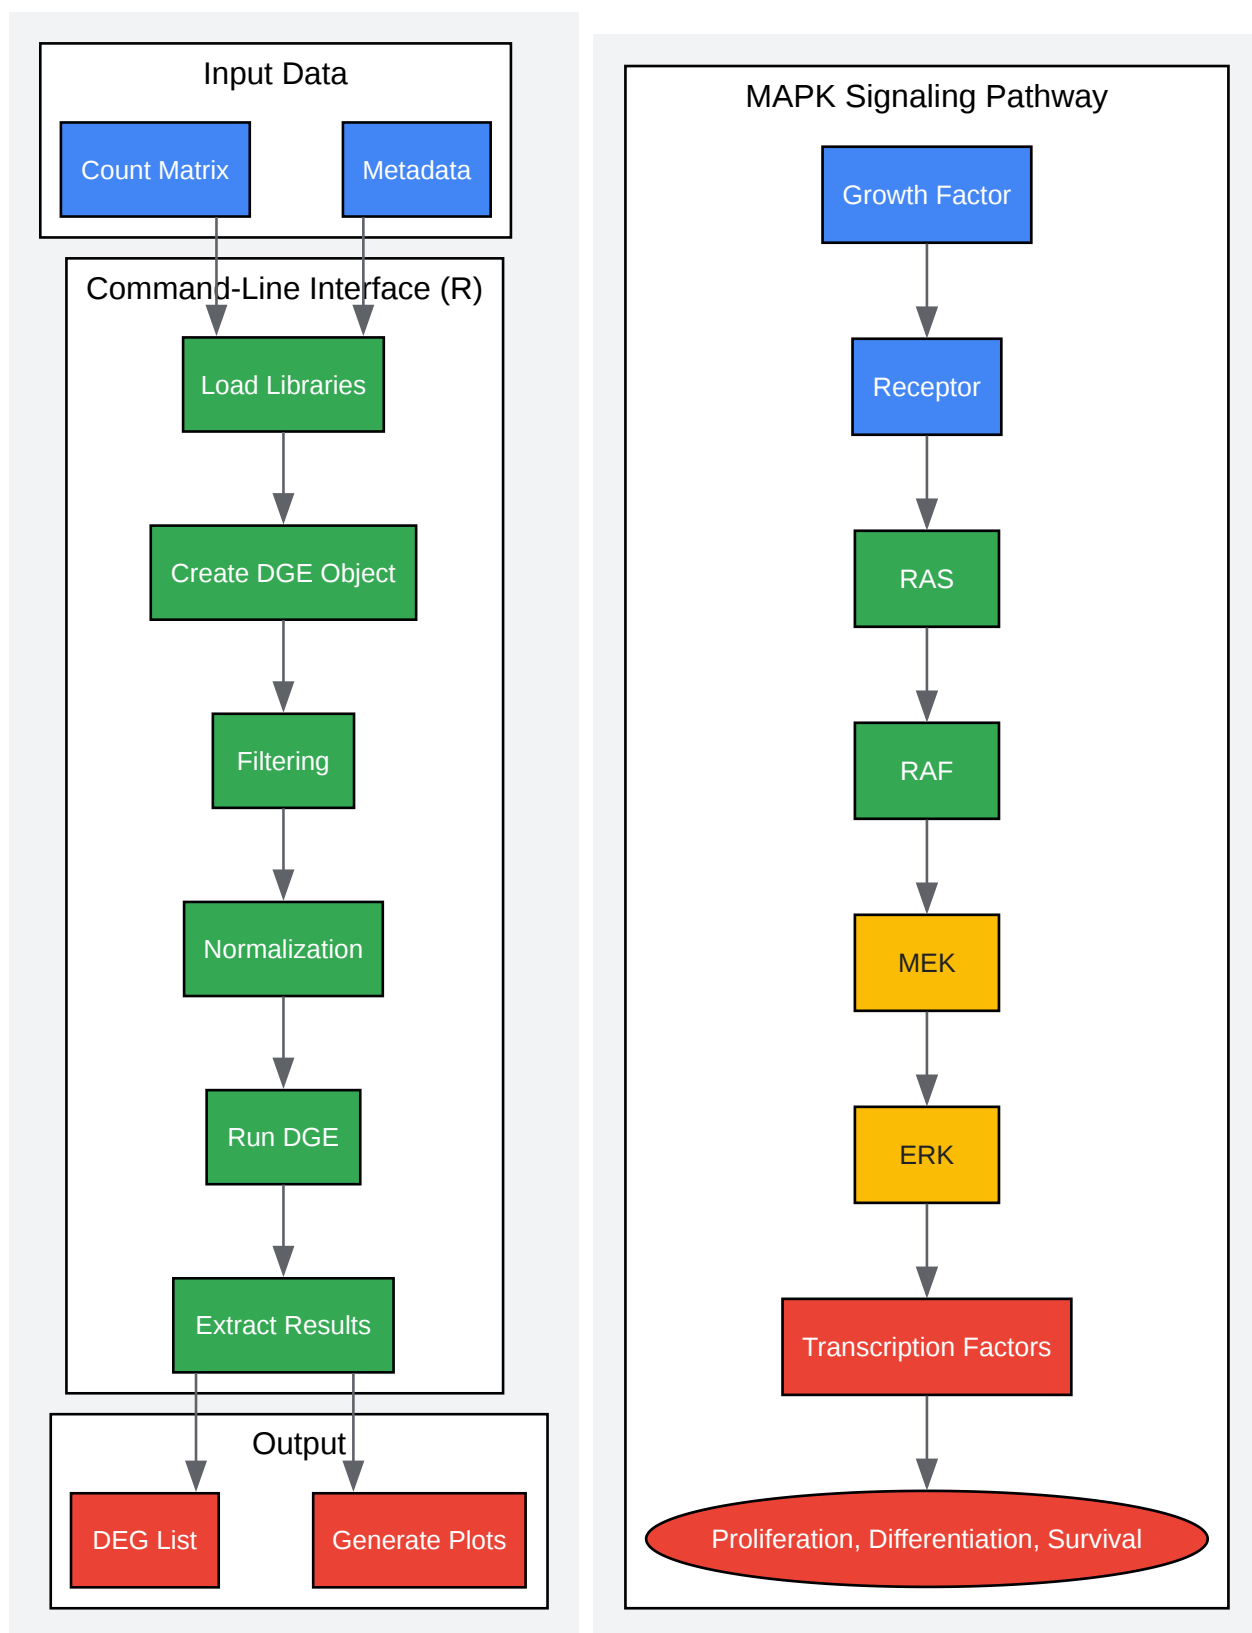 Input Data
Count Matrix
Metadata
Command-Line Interface (R)
Load Libraries
Create DGE Object
Filtering
Normalization
Run DGE
Extract Results
Output
DEG List
Generate Plots
MAPK Signaling Pathway
Growth Factor
Receptor
RAS
RAF
MEK
ERK
Transcription Factors
Proliferation, Differentiation, Survival